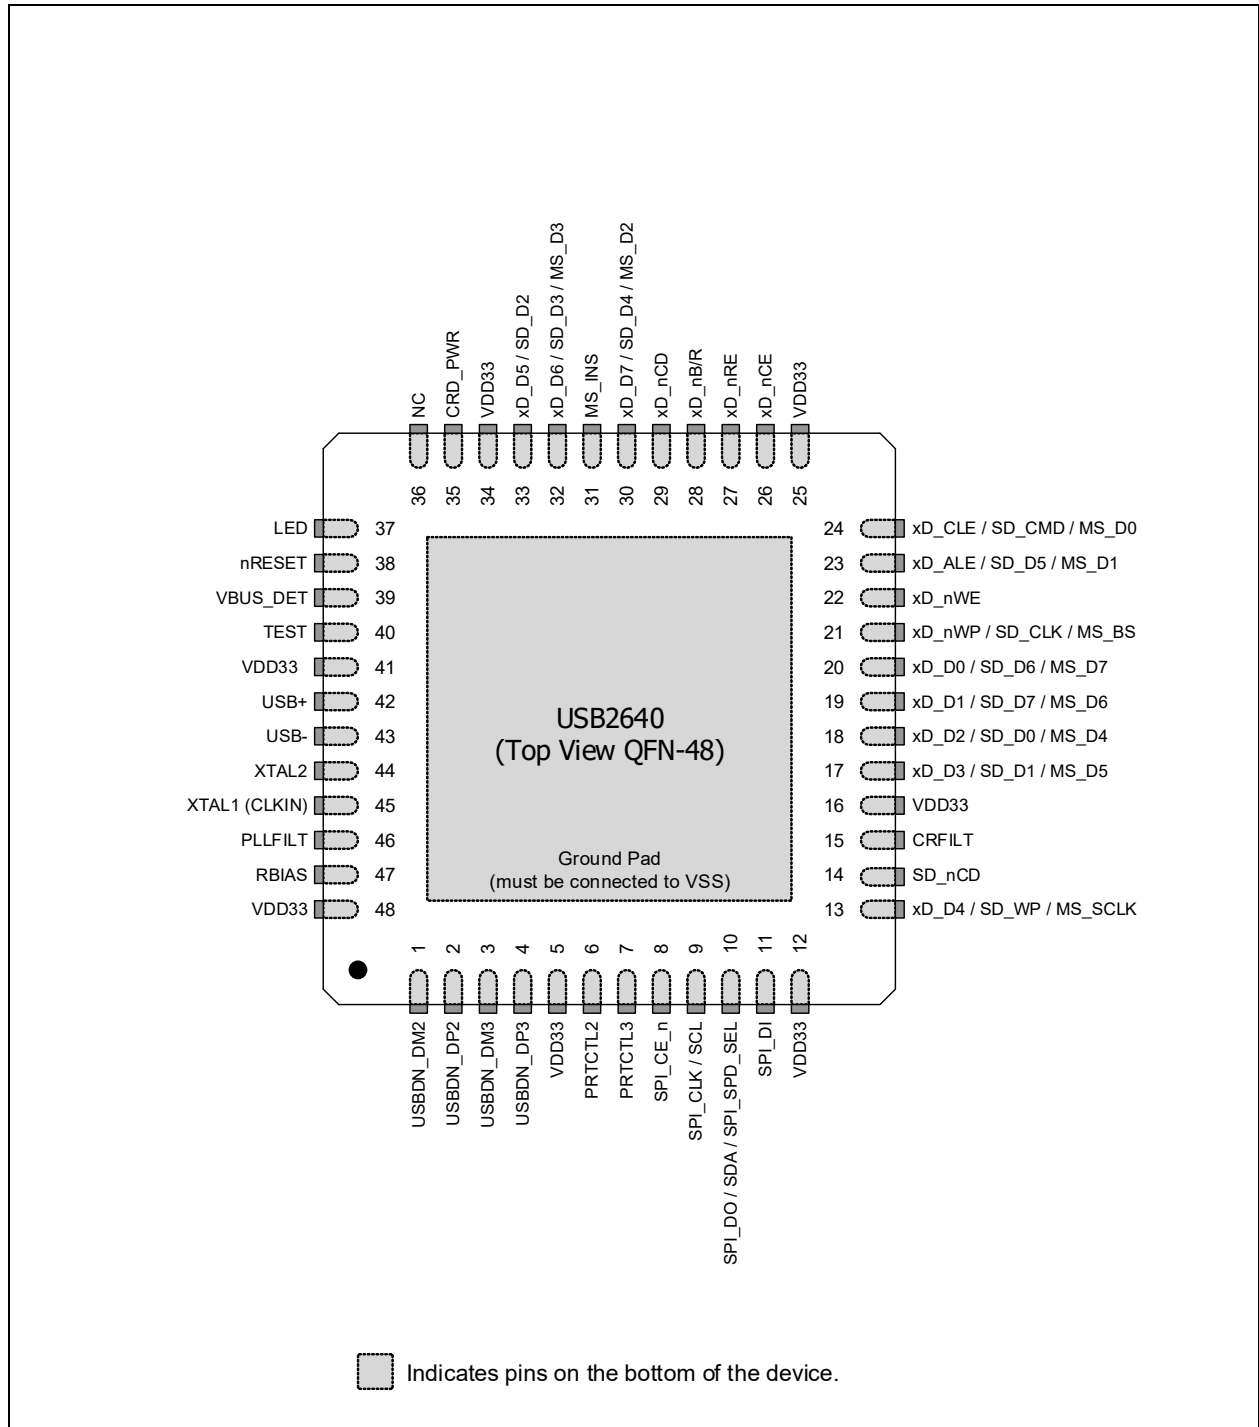 NC
CRD_PWR
VDD33
xD_D5 / SD_D2
xD_D6 / SD_D3 / MS_D3
MS_INS
xD_D7 / SD_D4 / MS_D2
xD_nCD
xD_nB/R
xD_nRE
xD_nCE
VDD33
36
35
34
33
32
31
30
29
28
27
26
25
LED 37
nRESET 38
VBUS_DET 39
TEST 40
VDD33 41
USB+ 42
USB- 43
XTAL2 44
XTAL1 (CLKIN) 45
PLLFILT 46
RBIAS 47
VDD33 48
USB2640
(Top View QFN-48)
Ground Pad
(must be connected to VSS)
24 xD_CLE / SD_CMD / MS_D0
23 xD_ALE / SD_D5 / MS_D1
22 xD_nWE
21 xD_nWP / SD_CLK / MS_BS
20 xD_D0 / SD_D6 / MS_D7
19 xD_D1 / SD_D7 / MS_D6
18 xD_D2 / SD_D0 / MS_D4
17 xD_D3 / SD_D1 / MS_D5
16 VDD33
15 CRFILT
14 SD_nCD
13 xD_D4 / SD_WP / MS_SCLK
1
2
3
4
5
6
7
8
9
10
11
12
USBDN_DM2
USBDN_DP2
USBDN_DM3
USBDN_DP3
VDD33
PRTCTL2
PRTCTL3
SPI_CE_n
SPI_CLK / SCL
SPI_DO / SDA / SPI_SPD_SEL
SPI_DI
VDD33
Indicates pins on the bottom of the device.